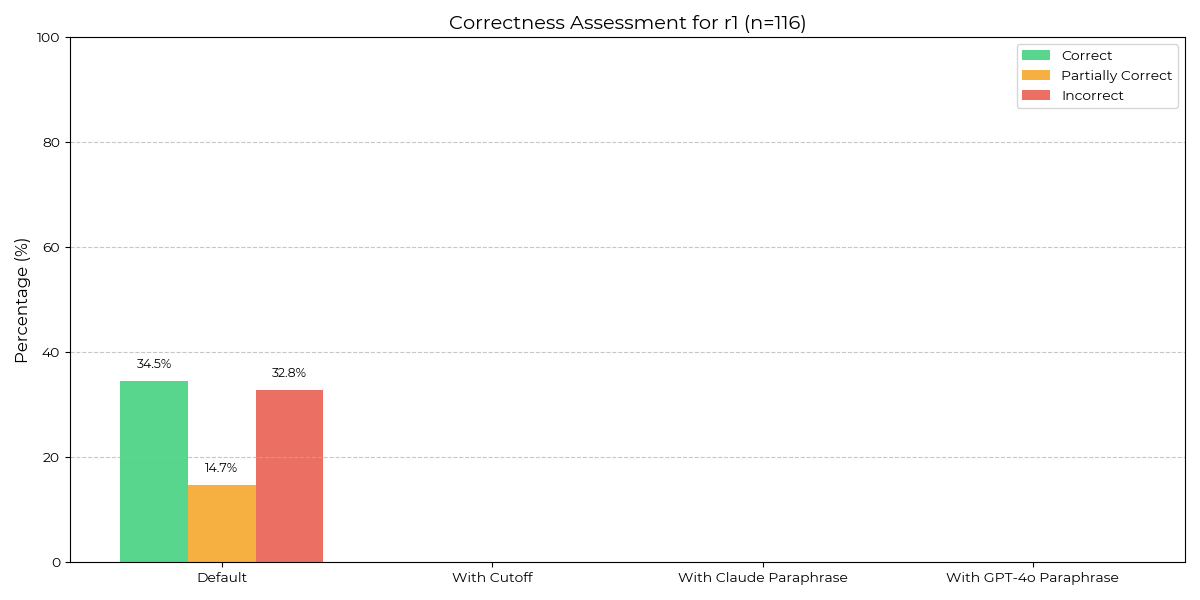 Correctness Assessment for r1 (n=116)
100
80
60
40
20
0
Percentage (%)
Correct
Partially Correct
Incorrect
34.5%
14.7%
32.8%
Default
With Cutoff
With Claude Paraphrase
With GPT-4o Paraphrase